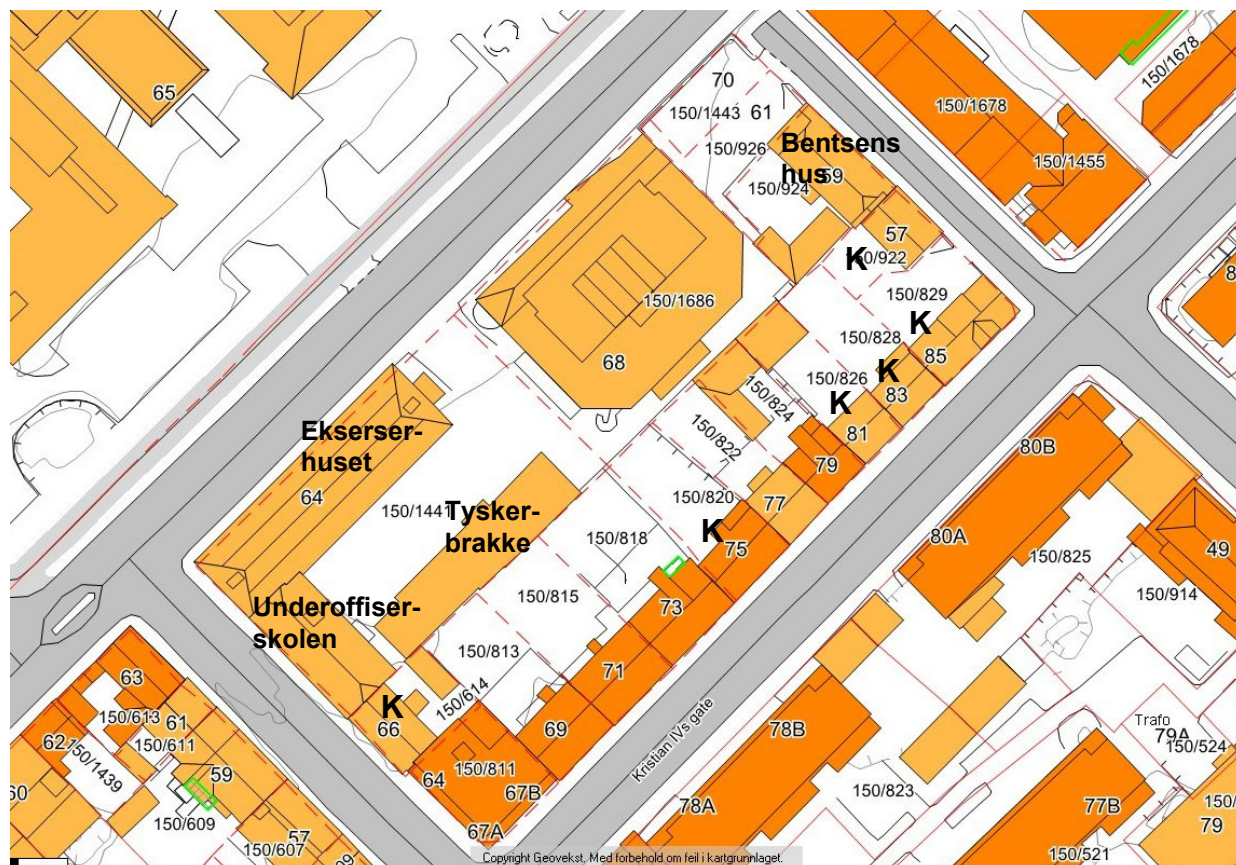 65
70
150/1443
61
150/926
Bentsens
hus
59
150/924
57
150/922
K
150/1678
150/1678
150/1455
8
150/829
K
150/828
85
150/1686
68
150/826
K
83
K
81
150/824
150/822
79
150/820
77
K
75
Ekserser-
huset
64
150/1441
Tysker-
brakke
150/818
73
150/815
Underoffiser-
skolen
150/813
71
150/614
K
66
69
64
150/811
67B
67A
Kristian IVs gate
80B
80A
150/825
49
150/914
78B
Trafo
79A
150/524
150/823
78A
77B
150/
79
150/521
63
150/613
61
150/611
62
150/1439
59
60
150/609
57
150/607
Copyright Geovekst. Med forbehold om feil i kartgrunnlaget.